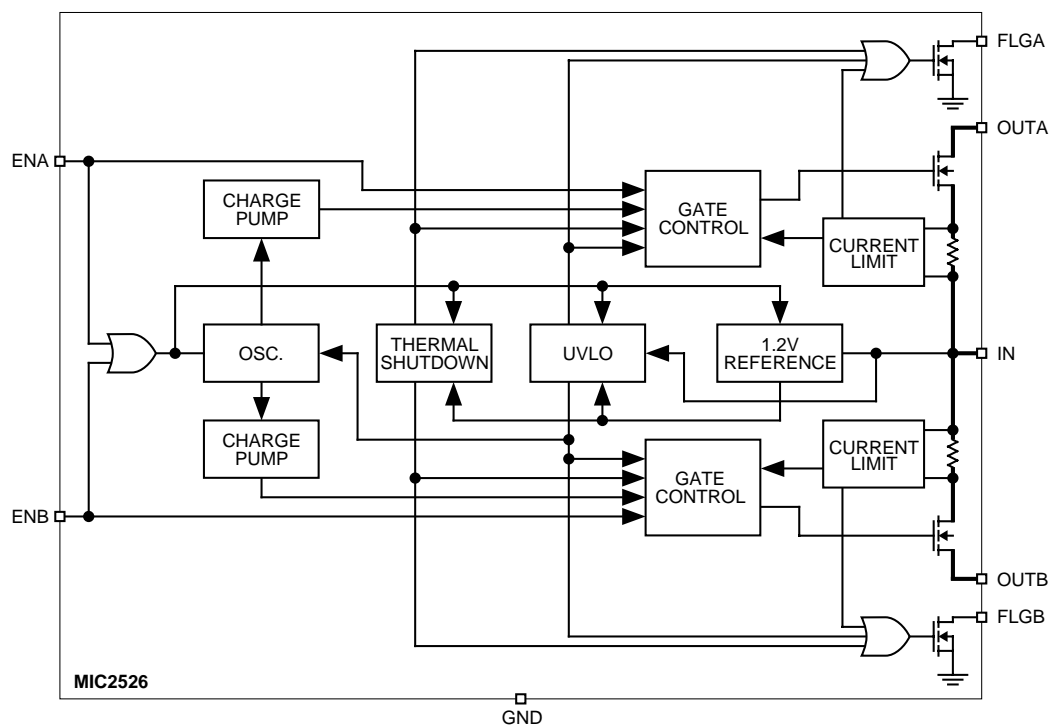 FLGA
OUTA
ENA
CHARGE
PUMP
GATE
CONTROL
CURRENT
LIMIT
OSC.
THERMAL
SHUTDOWN
UVLO
1.2V
REFERENCE
IN
CHARGE
PUMP
GATE
CONTROL
CURRENT
LIMIT
ENB
OUTB
FLGB
MIC2526
GND